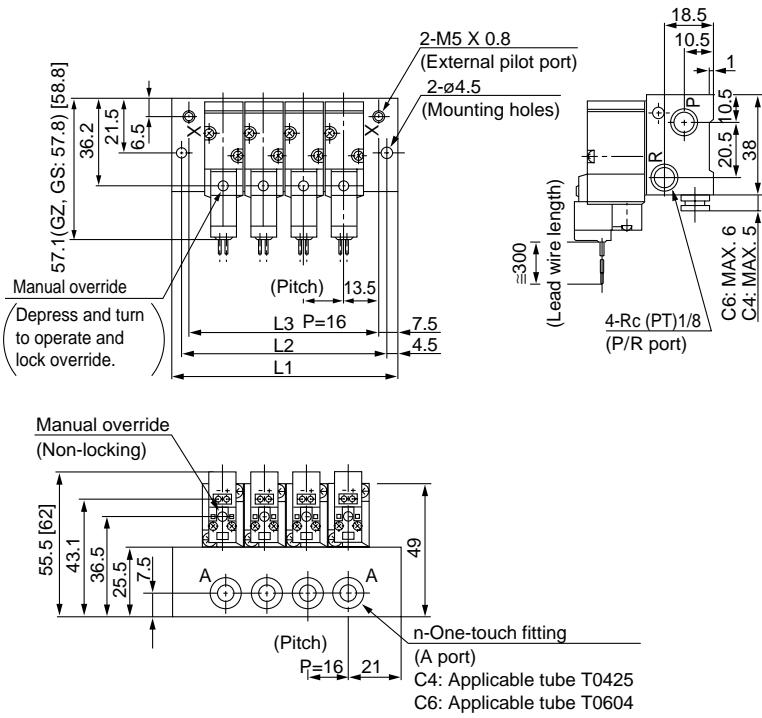 2-M5 X 0.8
(External pilot port)
2-ø4.5
(Mounting holes)
57.1(GZ, GS: 57.8) [58.8]
36.2
21.5
6.5
X
X
Manual override
(Depress and turn
to operate and
lock override.)
(Pitch)
13.5
P=16
L3
7.5
L2
4.5
L1
18.5
10.5
1
P
R
10.5
20.5
38
≅300
(Lead wire length)
C6: MAX. 6
C4: MAX. 5
4-Rc (PT)1/8
(P/R port)
Manual override
(Non-locking)
- +
- +
- +
- +
55.5 [62]
43.1
36.5
25.5
7.5
49
A
A
(Pitch)
P=16
21
n-One-touch fitting
(A port)
C4: Applicable tube T0425
C6: Applicable tube T0604